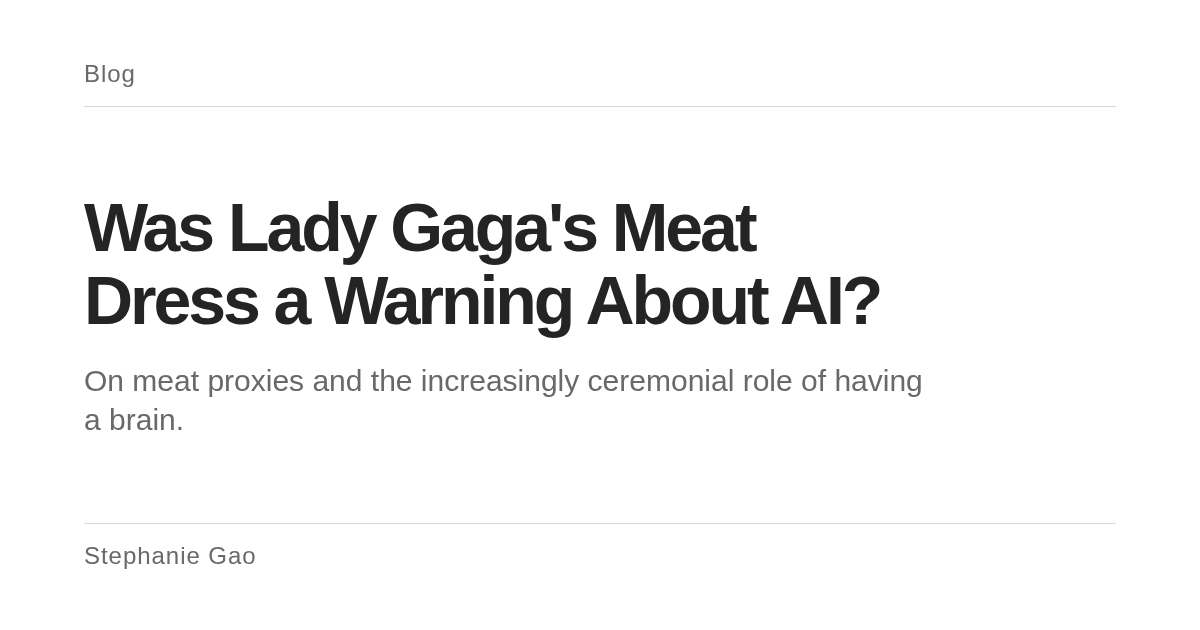 Blog
Was Lady Gaga's Meat
Dress a Warning About AI?
On meat proxies and the increasingly ceremonial role of having
a brain.
Stephanie Gao